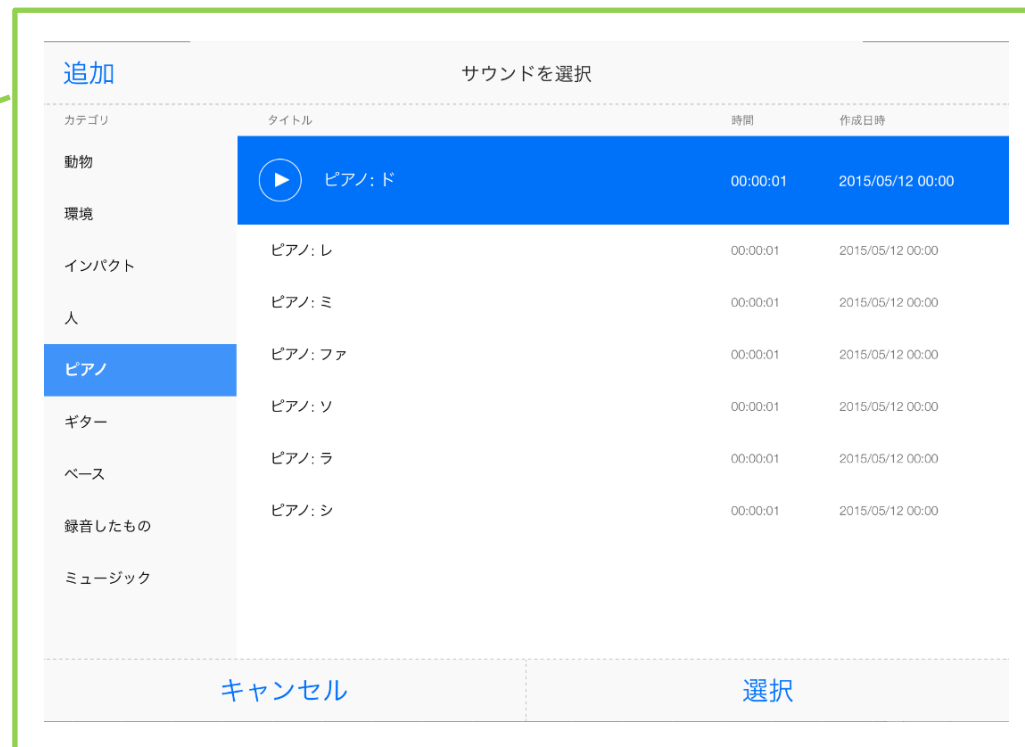 追加
サウンドを選択
カテゴリ
タイトル
時間
作成日時
動物
環境
インパクト
人
ピアノ
ギター
ベース
録音したもの
ミュージック
ピアノ: ド 00:00:01 2015/05/12 00:00
ピアノ: レ 00:00:01 2015/05/12 00:00
ピアノ: ミ 00:00:01 2015/05/12 00:00
ピアノ: ファ 00:00:01 2015/05/12 00:00
ピアノ: ソ 00:00:01 2015/05/12 00:00
ピアノ: ラ 00:00:01 2015/05/12 00:00
ピアノ: シ 00:00:01 2015/05/12 00:00
キャンセル
選択